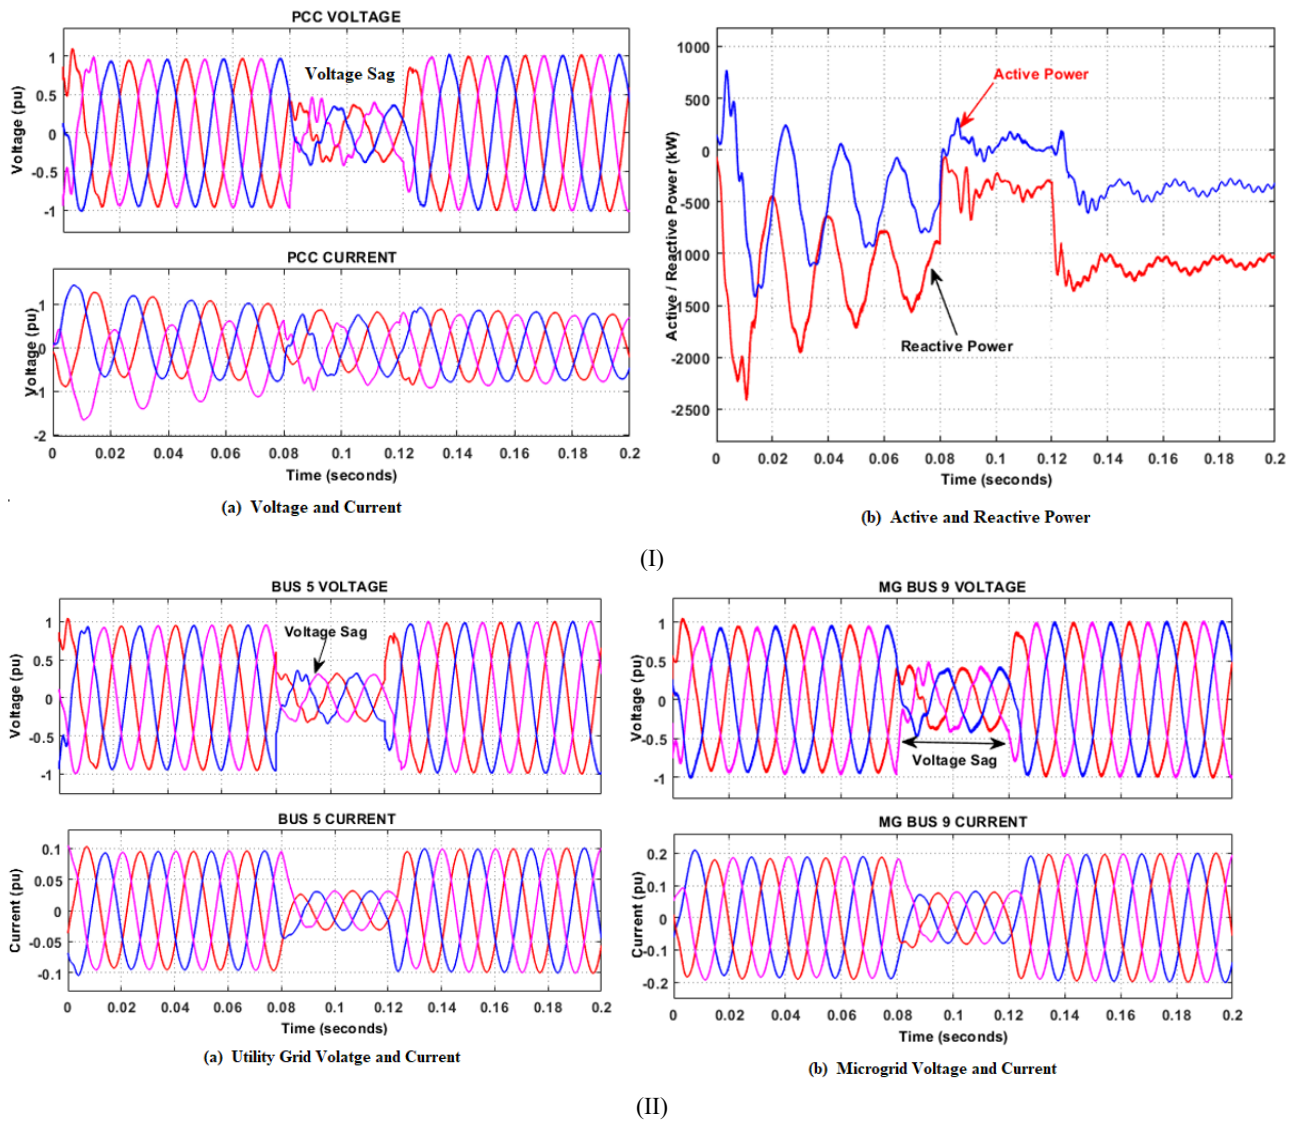 PCC VOLTAGE
Voltage (pu)
1
0.5
0
-0.5
-1
Voltage Sag
PCC CURRENT
Voltage (pu)
1
0
-1
-2
0 0.02 0.04 0.06 0.08 0.1 0.12 0.14 0.16 0.18 0.2
Time (seconds)
(a) Voltage and Current
Active / Reactive Power (kW)
1000
500
0
-500
-1000
-1500
-2000
-2500
Active Power
Reactive Power
0 0.02 0.04 0.06 0.08 0.1 0.12 0.14 0.16 0.18 0.2
Time (seconds)
(b) Active and Reactive Power
(I)
BUS 5 VOLTAGE
Voltage (pu)
1
0.5
0
-0.5
-1
Voltage Sag
BUS 5 CURRENT
Current (pu)
0.1
0.05
0
-0.05
-0.1
0 0.02 0.04 0.06 0.08 0.1 0.12 0.14 0.16 0.18 0.2
Time (seconds)
(a) Utility Grid Volatge and Current
MG BUS 9 VOLTAGE
Voltage (pu)
1
0.5
0
-0.5
-1
Voltage Sag
MG BUS 9 CURRENT
Current (pu)
0.2
0.1
0
-0.1
-0.2
0 0.02 0.04 0.06 0.08 0.1 0.12 0.14 0.16 0.18 0.2
Time (seconds)
(b) Microgrid Voltage and Current
(II)